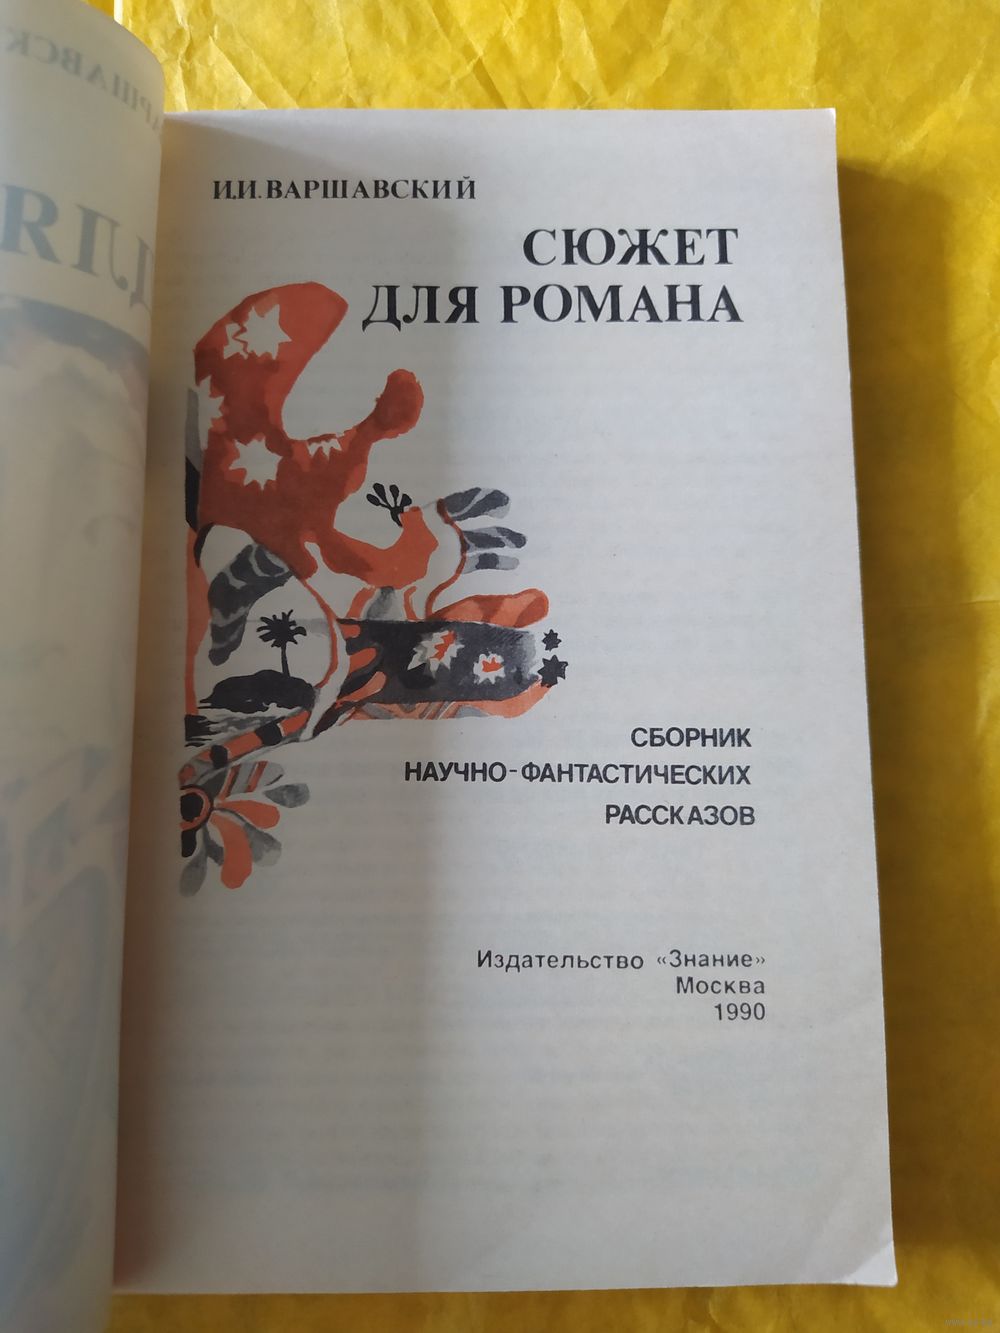 И.И. ВАРШАВСКИЙ
СЮЖЕТ
ДЛЯ РОМАНА
СБОРНИК
НАУЧНО-ФАНТАСТИЧЕСКИХ
РАССКАЗОВ
Издательство «Знание»
Москва
1990